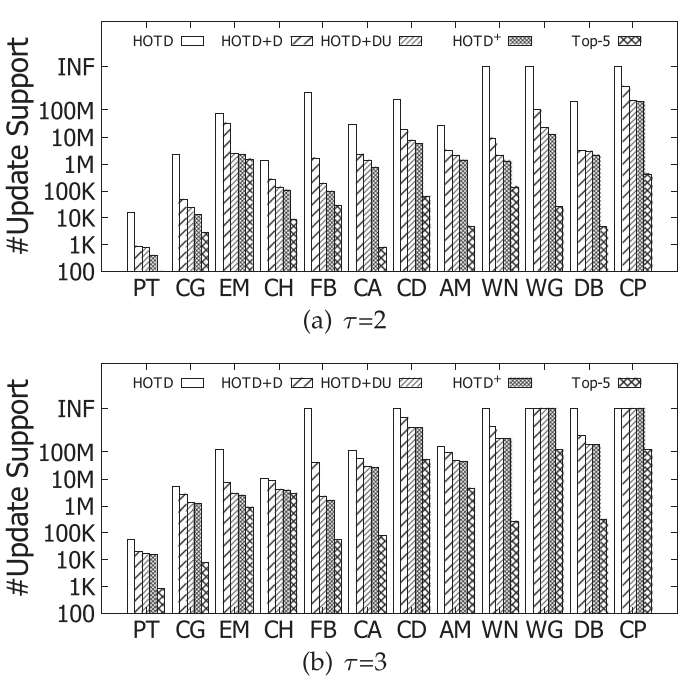 HOTD HOTD+D HOTD+DU HOTD⁺ Top-5
#Update Support
INF
100M
10M
1M
100K
10K
1K
100
PT CG EM CH FB CA CD AM WN WG DB CP
(a) τ=2
HOTD HOTD+D HOTD+DU HOTD⁺ Top-5
#Update Support
INF
100M
10M
1M
100K
10K
1K
100
PT CG EM CH FB CA CD AM WN WG DB CP
(b) τ=3